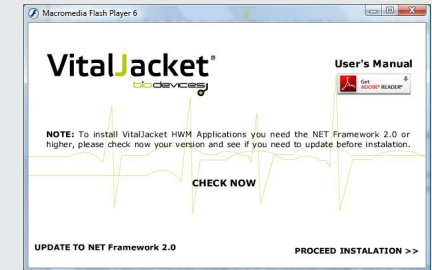 Macromedia Flash Player 6
VitalJacket®
biodevices
User's Manual
Get
ADOBE® READER®
NOTE: To install VitalJacket HWM Applications you need the NET Framework 2.0 or
higher, please check now your version and see if you need to update before instalation.
CHECK NOW
UPDATE TO NET Framework 2.0
PROCEED INSTALATION >>